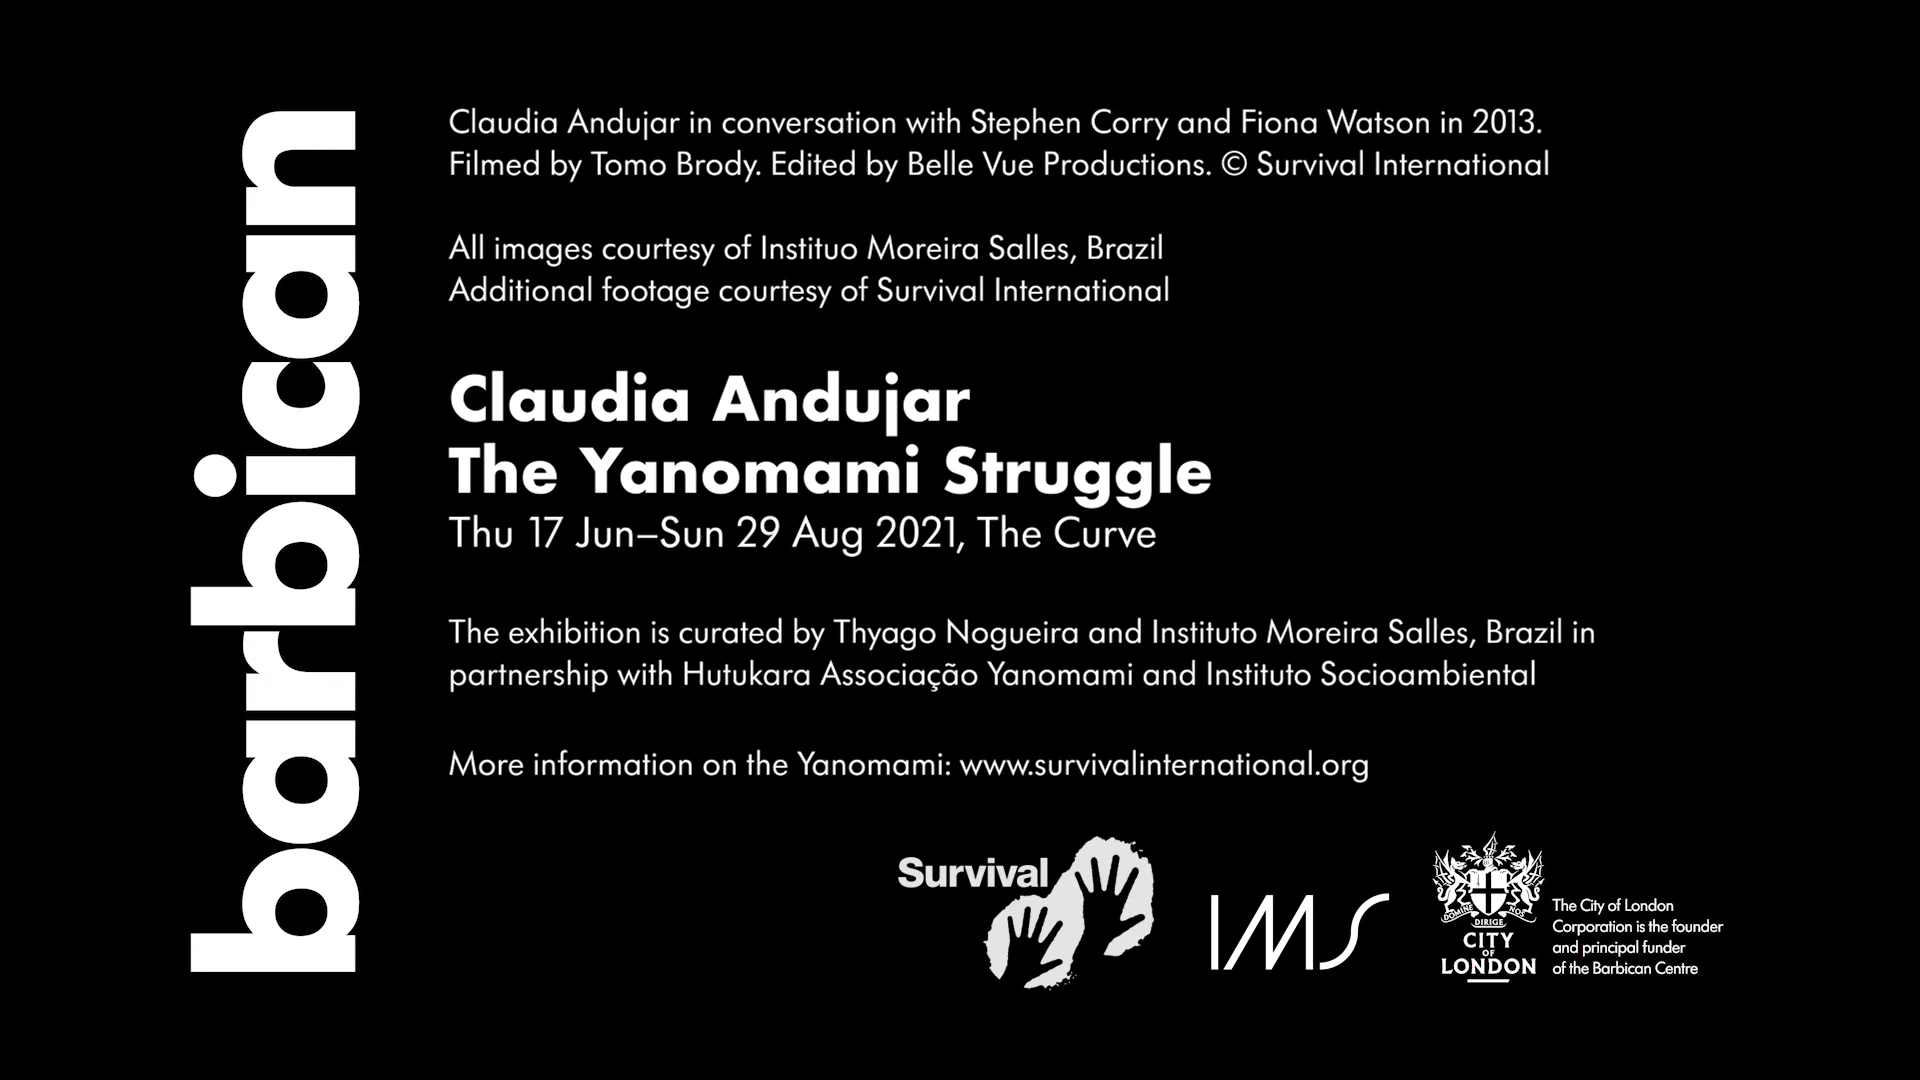 barbican
Claudia Andujar in conversation with Stephen Corry and Fiona Watson in 2013.
Filmed by Tomo Brody. Edited by Belle Vue Productions. © Survival International
All images courtesy of Instituo Moreira Salles, Brazil
Additional footage courtesy of Survival International
Claudia Andujar
The Yanomami Struggle
Thu 17 Jun–Sun 29 Aug 2021, The Curve
The exhibition is curated by Thyago Nogueira and Instituto Moreira Salles, Brazil in
partnership with Hutukara Associação Yanomami and Instituto Socioambiental
More information on the Yanomami: www.survivalinternational.org
Survival
IMS
DOMINE DIRIGE NOS
CITY
OF
LONDON
The City of London
Corporation is the founder
and principal funder
of the Barbican Centre